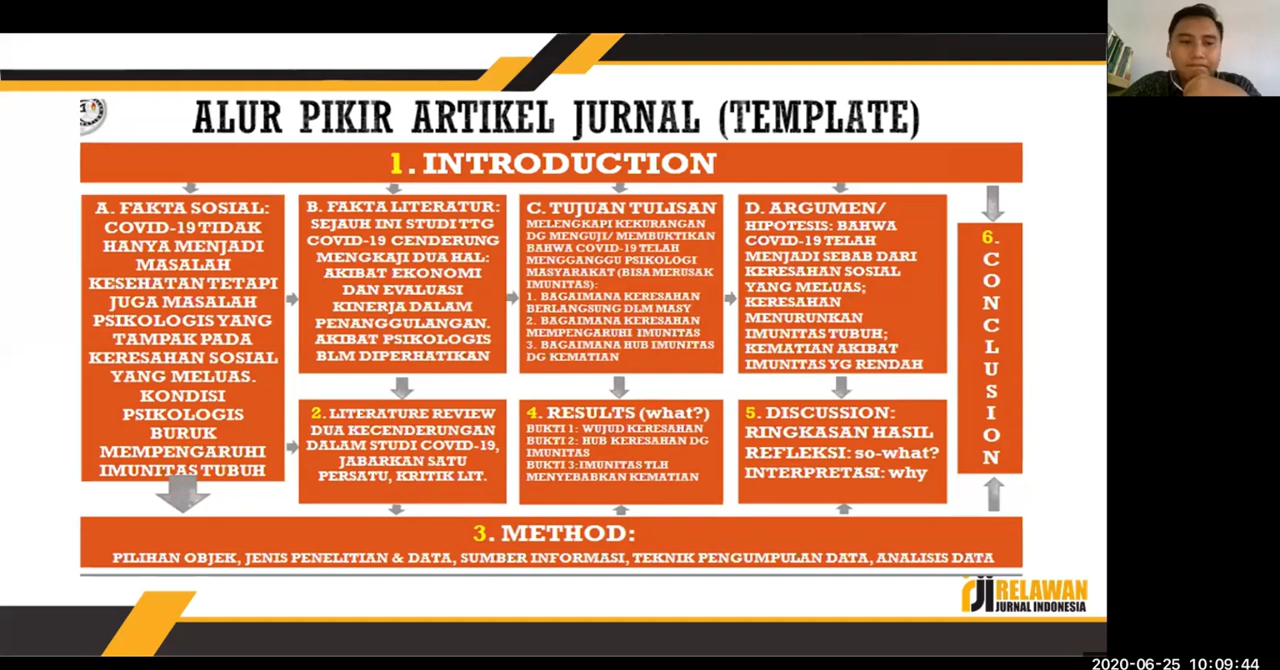 ALUR PIKIR ARTIKEL JURNAL (TEMPLATE)
1. INTRODUCTION
A. FAKTA SOSIAL:
COVID-19 TIDAK
HANYA MENJADI
MASALAH
KESEHATAN TETAPI
JUGA MASALAH
PSIKOLOGIS YANG
TAMPAK PADA
KERESAHAN SOSIAL
YANG MELUAS.
KONDISI
PSIKOLOGIS
BURUK
MEMPENGARUHI
IMUNITAS TUBUH
B. FAKTA LITERATUR:
SEJAUH INI STUDI TTG
COVID-19 CENDERUNG
MENGKAJI DUA HAL:
AKIBAT EKONOMI
DAN EVALUASI
KINERJA DALAM
PENANGGULANGAN.
AKIBAT PSIKOLOGIS
BLM DIPERHATIKAN
C. TUJUAN TULISAN
MELENGKAPI KEKURANGAN
DG MENGUJI/ MEMBUKTIKAN
BAHWA COVID-19 TELAH
MENGGANGU PSIKOLOGI
MASYARAKAT (BISA MERUSAK
IMUNITAS):
1. BAGAIMANA KERESAHAN
BERLANGSUNG DLM MASY
2. BAGAIMANA KERESAHAN
MEMPENGARUHI IMUNITAS
3. BAGAIMANA HUB IMUNITAS
DG KEMATIAN
D. ARGUMEN/
HIPOTESIS: BAHWA
COVID-19 TELAH
MENJADI SEBAB DARI
KERESAHAN SOSIAL
YANG MELUAS;
KERESAHAN
MENURUNKAN
IMUNITAS TUBUH;
KEMATIAN AKIBAT
IMUNITAS YG RENDAH
2. LITERATURE REVIEW
DUA KECENDERUNGAN
DALAM STUDI COVID-19,
JABARKAN SATU
PERSATU, KRITIK LIT.
4. RESULTS (what?)
BUKTI 1: WUJUD KERESAHAN
BUKTI 2: HUB KERESAHAN DG
IMUNITAS
BUKTI 3:IMUNITAS TLH
MENYEBABKAN KEMATIAN
5. DISCUSSION:
RINGKASAN HASIL
REFLEKSI: so-what?
INTERPRETASI: why
6.
C
O
N
C
L
U
S
I
O
N
3. METHOD:
PILIHAN OBJEK, JENIS PENELITIAN & DATA, SUMBER INFORMASI, TEKNIK PENGUMPULAN DATA, ANALISIS DATA
RELAWAN
JURNAL INDONESIA
2020-06-25 10:09:44